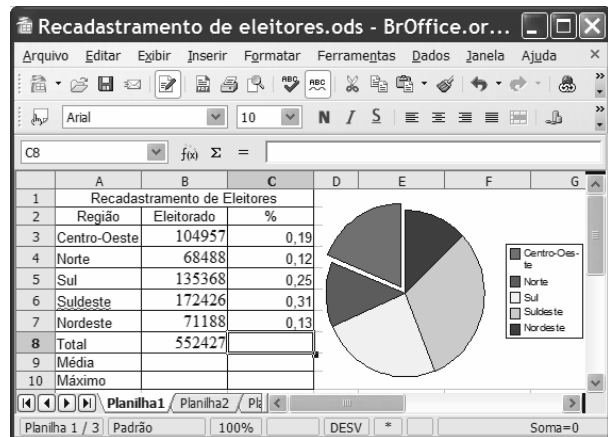 Recadastramento de eleitores.ods - BrOffice.or...
Arquivo Editar Exibir Inserir Formatar Ferramentas Dados Janela Ajuda ×
ABC ABC
Arial 10 N I S
C8 f(x) Σ =
A B C D E F G
1 Recadastramento de Eleitores
2 Região Eleitorado %
3 Centro-Oeste 104957 0,19
4 Norte 68488 0,12
5 Sul 135368 0,25
6 Suldeste 172426 0,31
7 Nordeste 71188 0,13
8 Total 552427
9 Média
10 Máximo
Centro-Oes-
te
Norte
Sul
Suldeste
Nordeste
Planilha1 Planilha2 Pla
Planilha 1 / 3 Padrão 100% DESV * Soma=0